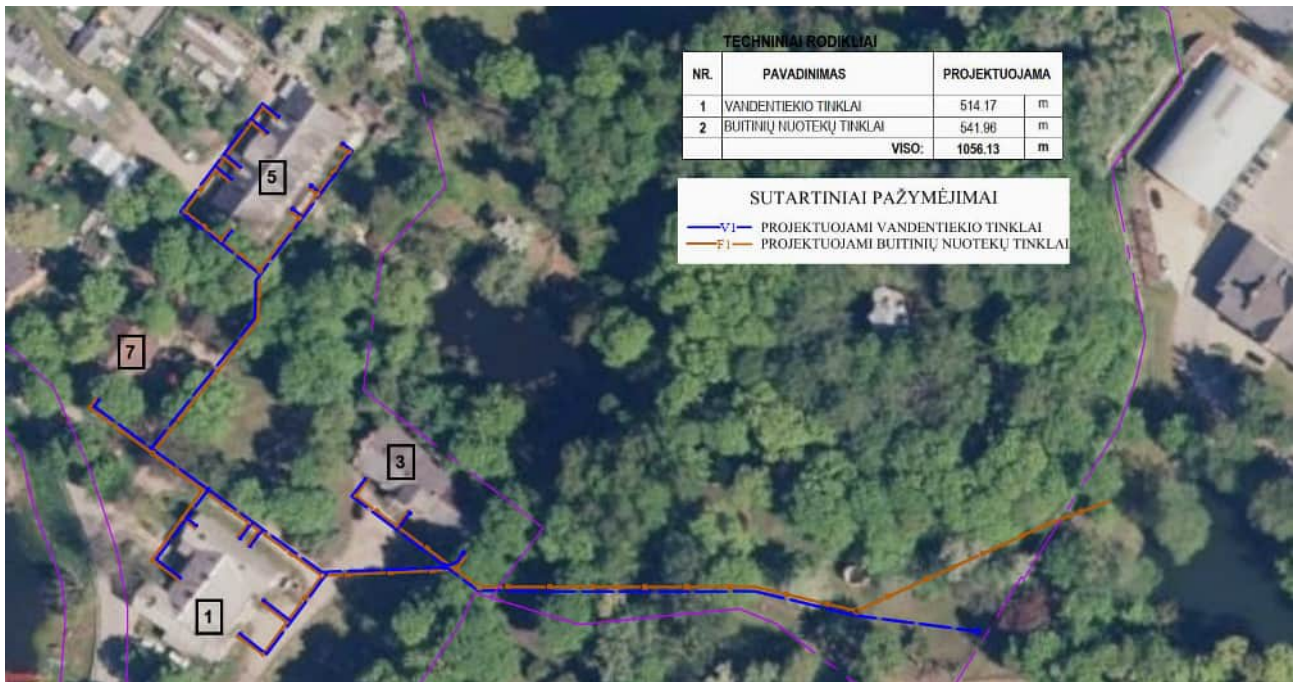 TECHNINIAI RODIKLIAI
NR. PAVADINIMAS PROJEKTUOJAMA
1 VANDENTIEKIO TINKLAI 514.17 m
2 BUITINIŲ NUOTEKŲ TINKLAI 541.96 m
VISO: 1056.13 m
SUTARTINIAI PAŽYMĖJIMAI
V1 PROJEKTUOJAMI VANDENTIEKIO TINKLAI
F1 PROJEKTUOJAMI BUITINIŲ NUOTEKŲ TINKLAI
5
7
3
1